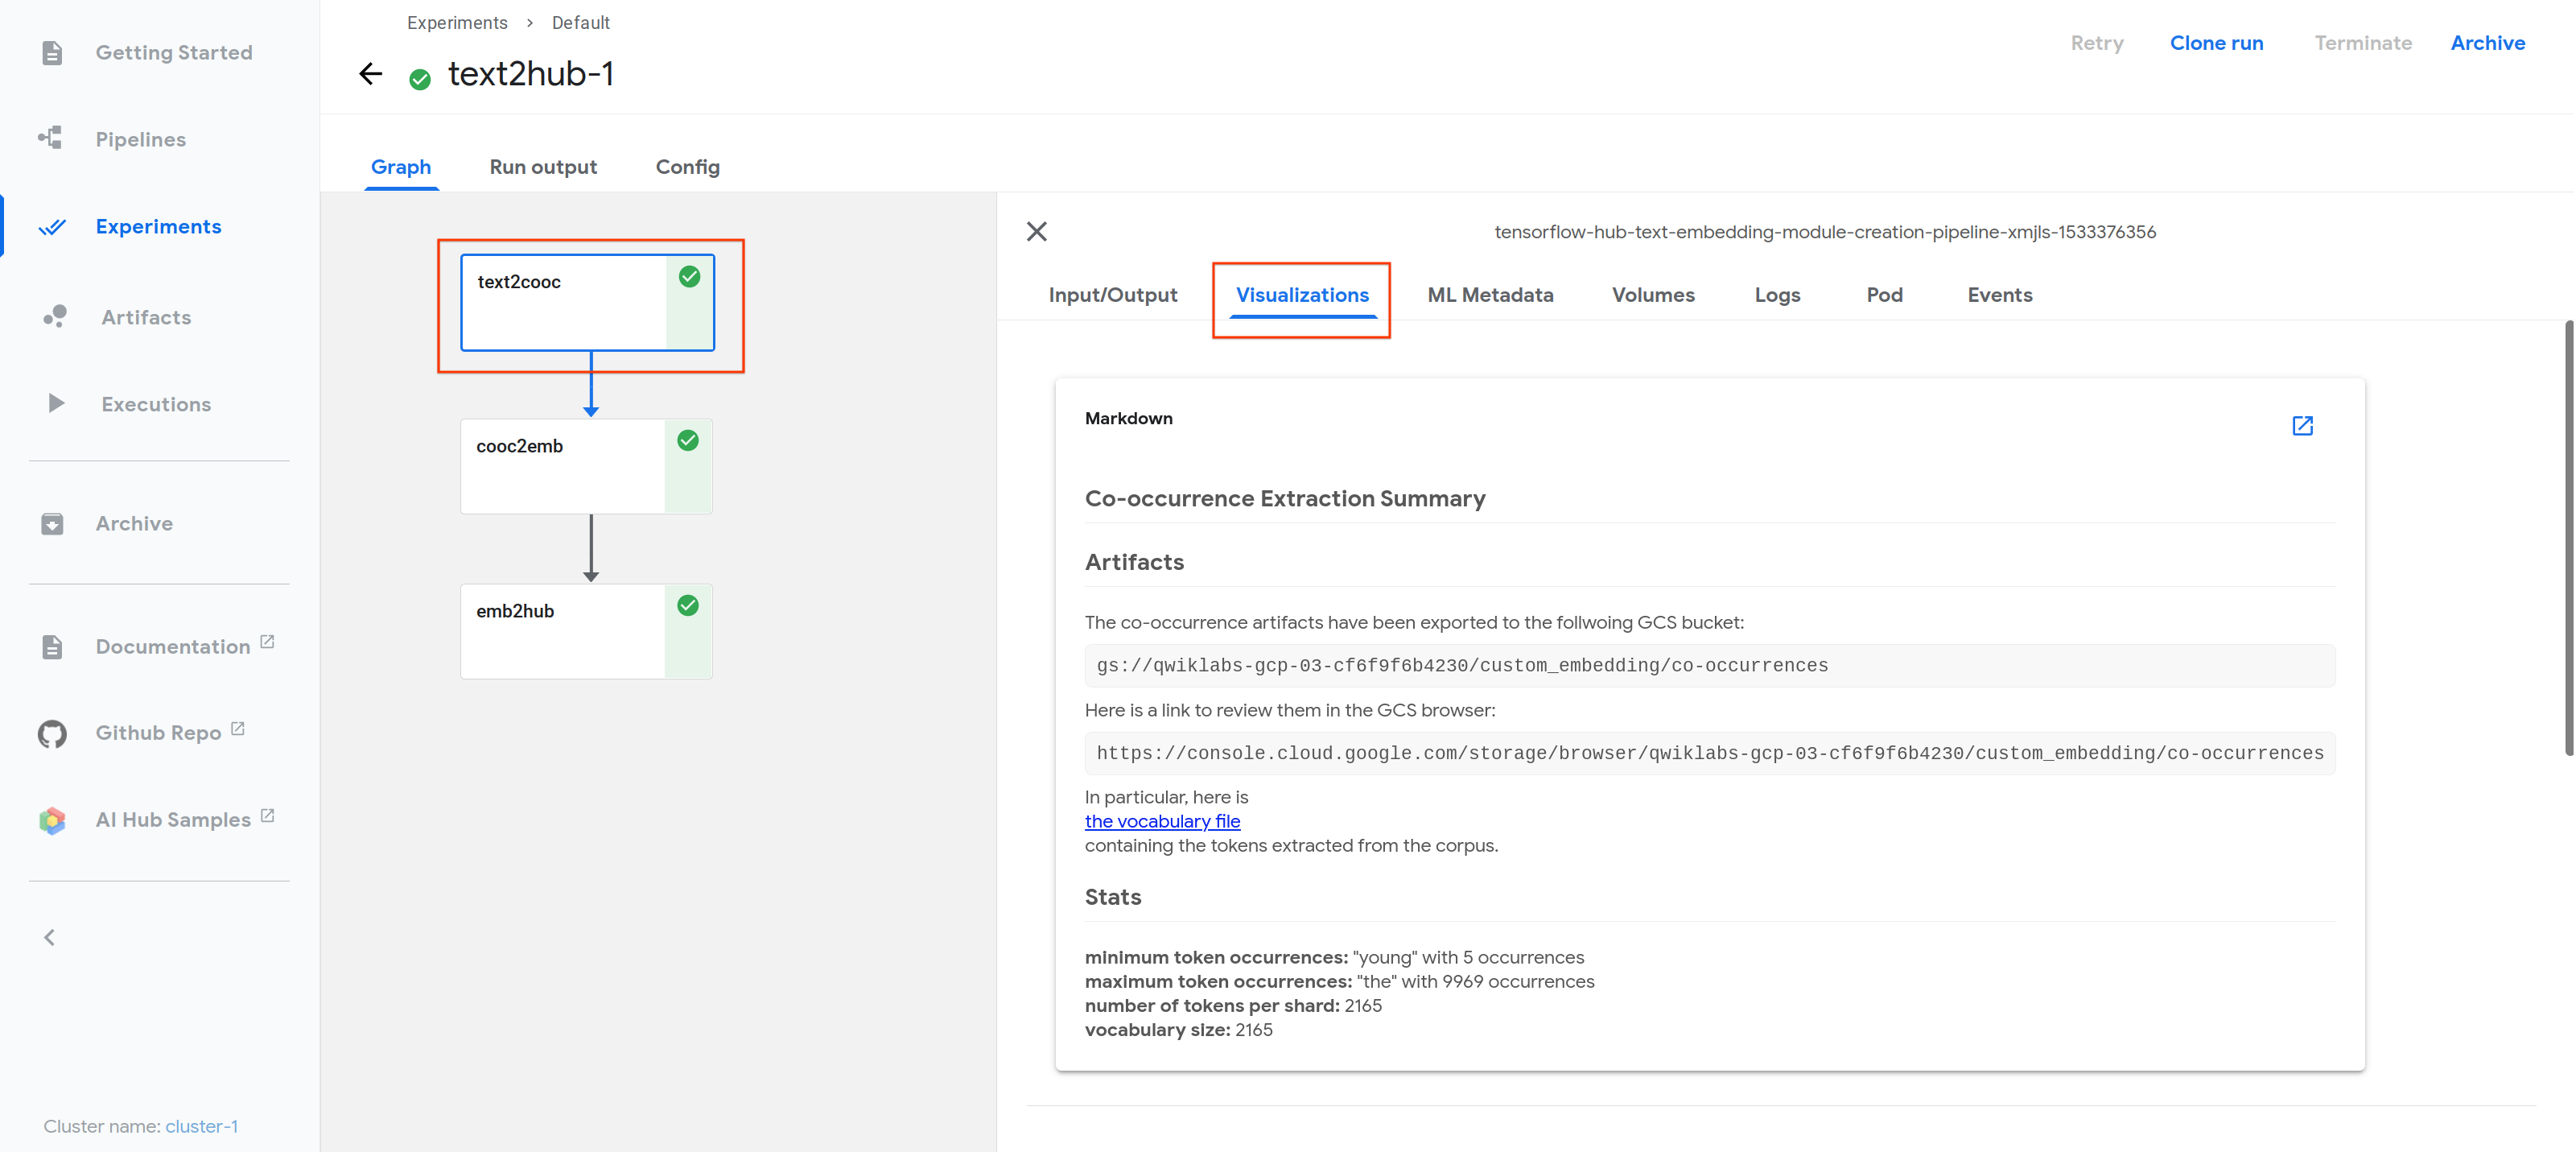 Getting Started
Pipelines
Experiments
Artifacts
Executions
Archive
Documentation
Github Repo
AI Hub Samples
Cluster name: cluster-1
Experiments > Default
text2hub-1
Retry Clone run Terminate Archive
Graph Run output Config
text2cooc
cooc2emb
emb2hub
tensorflow-hub-text-embedding-module-creation-pipeline-xmjls-1533376356
Input/Output Visualizations ML Metadata Volumes Logs Pod Events
Markdown
Co-occurrence Extraction Summary
Artifacts
The co-occurrence artifacts have been exported to the follwoing GCS bucket:
gs://qwiklabs-gcp-03-cf6f9f6b4230/custom_embedding/co-occurrences
Here is a link to review them in the GCS browser:
https://console.cloud.google.com/storage/browser/qwiklabs-gcp-03-cf6f9f6b4230/custom_embedding/co-occurrences
In particular, here is
the vocabulary file
containing the tokens extracted from the corpus.
Stats
minimum token occurrences: "young" with 5 occurrences
maximum token occurrences: "the" with 9969 occurrences
number of tokens per shard: 2165
vocabulary size: 2165